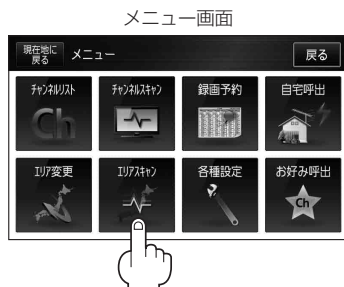 メニュー画面
現在地に
戻る
メニュー
戻る
チャンネルリスト
チャンネルスキャン
録画予約
自宅呼出
Ch
エリア変更
エリアスキャン
各種設定
お好み呼出
Ch